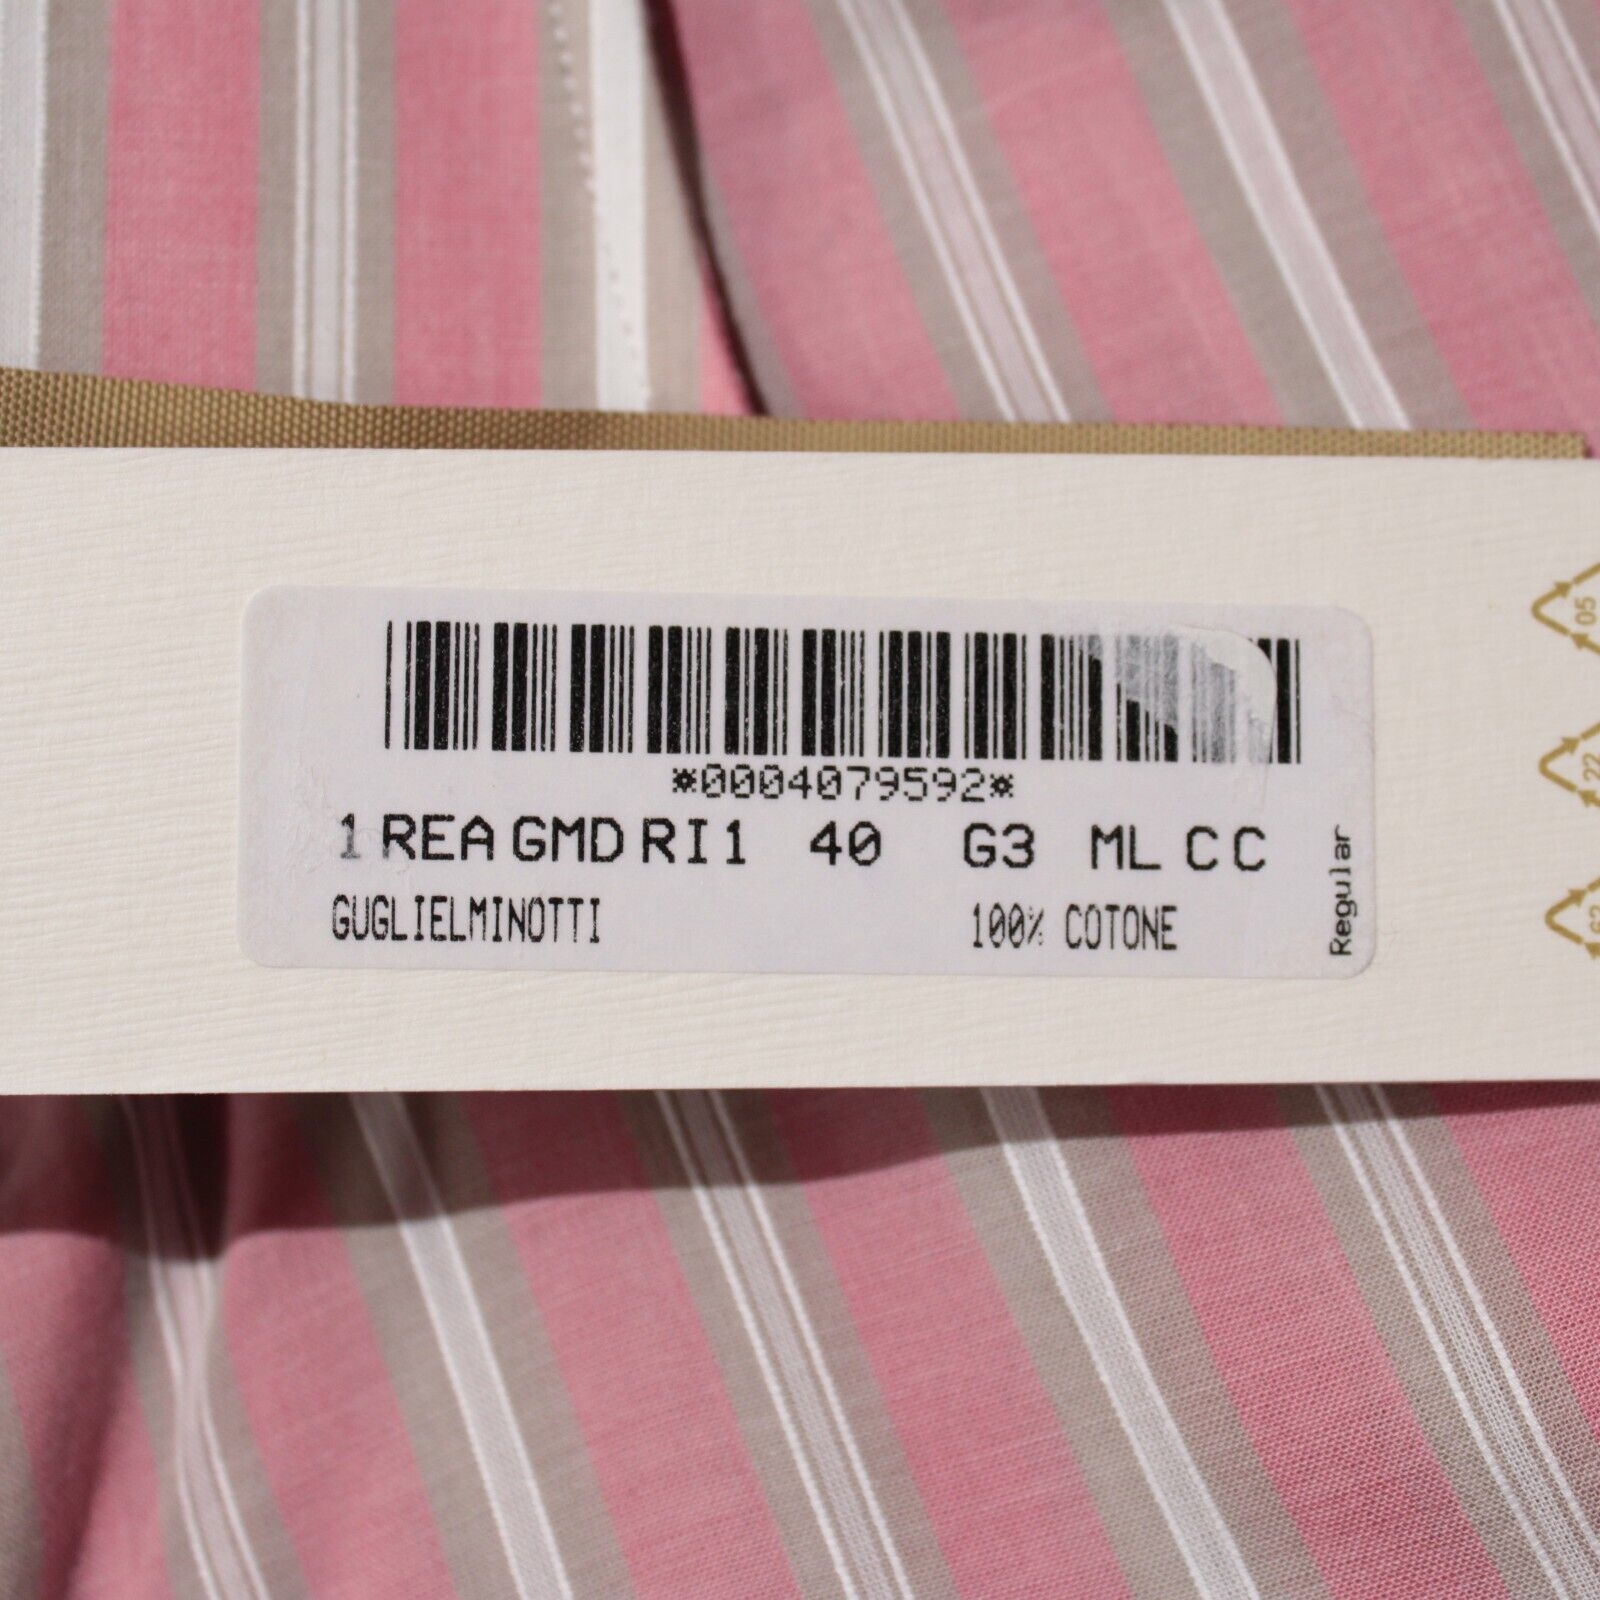 *0004079592*
1 REA GMD RI1 40 G3 ML C C
GUGLIELMINOTTI 100% COTONE
Regular
05
22